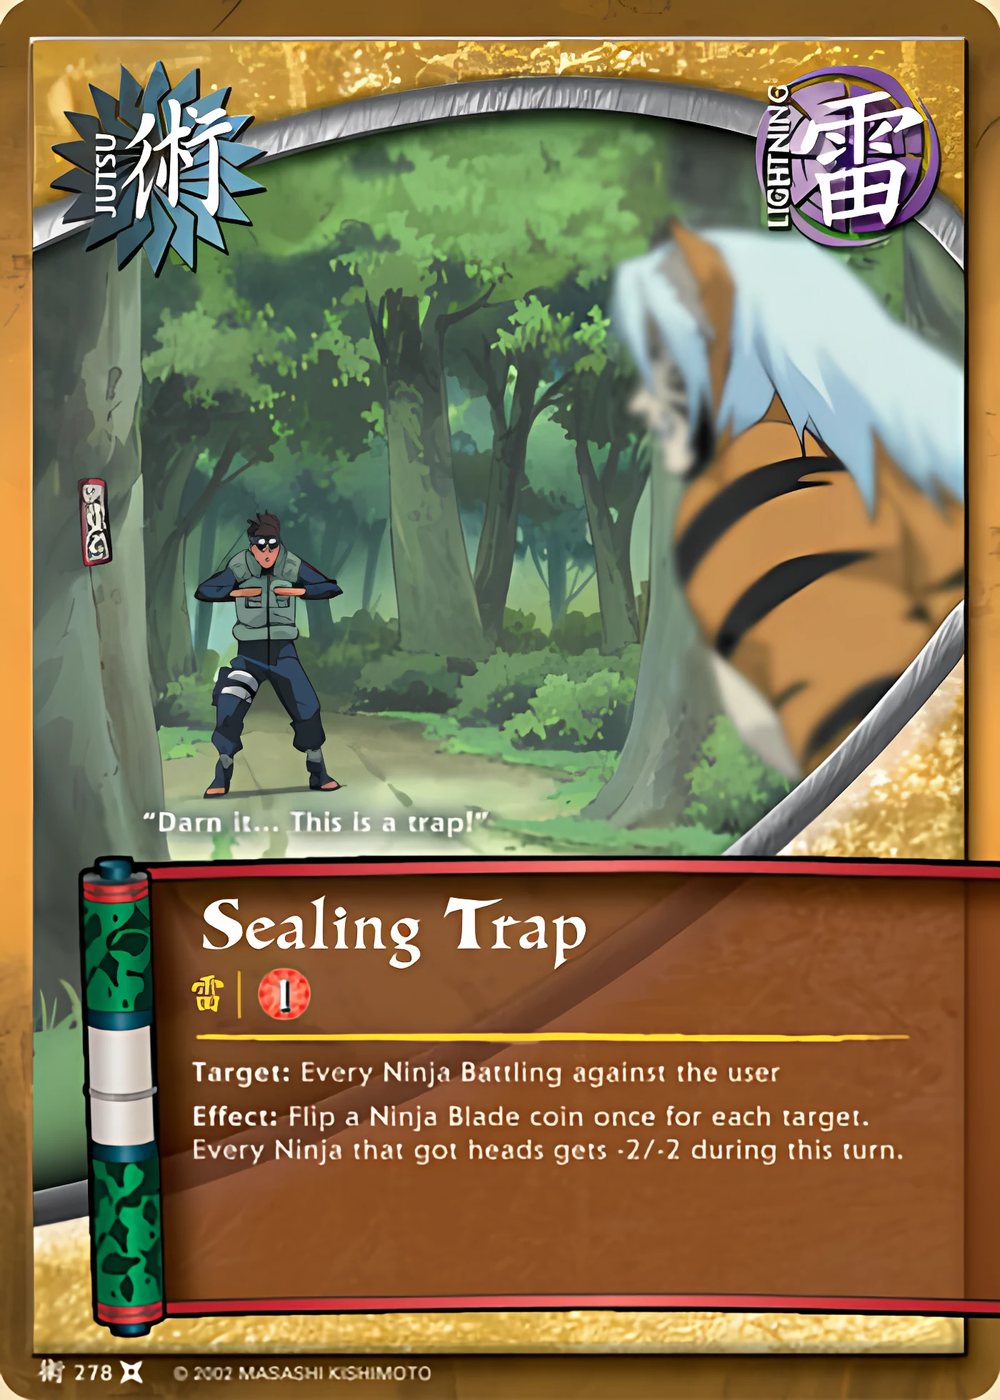 JUTSU
術
LIGHTNING
雷
"Darn it... This is a trap!"
Sealing Trap
雷 | 1
Target: Every Ninja Battling against the user
Effect: Flip a Ninja Blade coin once for each target.
Every Ninja that got heads gets -2/-2 during this turn.
術 278 © 2002 MASASHI KISHIMOTO